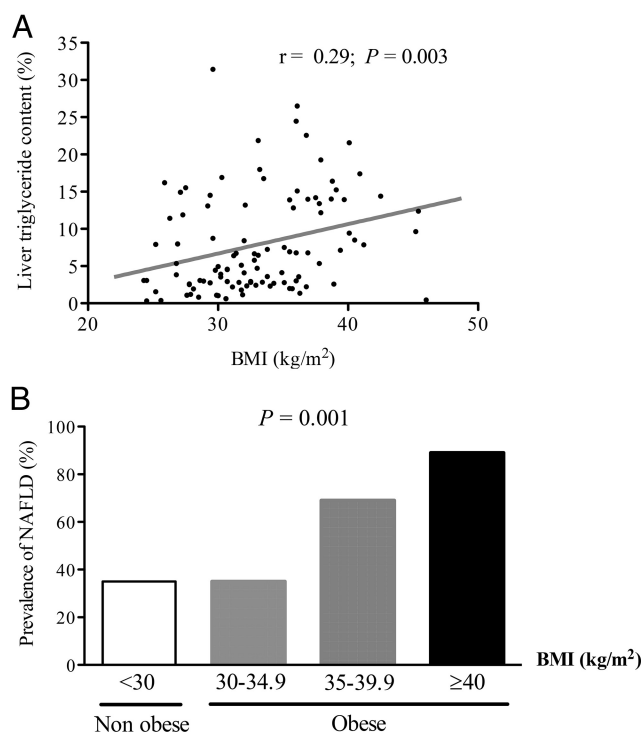 A
r = 0.29; P = 0.003
Liver triglyceride content (%)
35
30
25
20
15
10
5
0
20 30 40 50
BMI (kg/m²)
B
P = 0.001
Prevalence of NAFLD (%)
100
80
60
40
20
0
<30 30-34.9 35-39.9 ≥40
BMI (kg/m²)
Non obese Obese